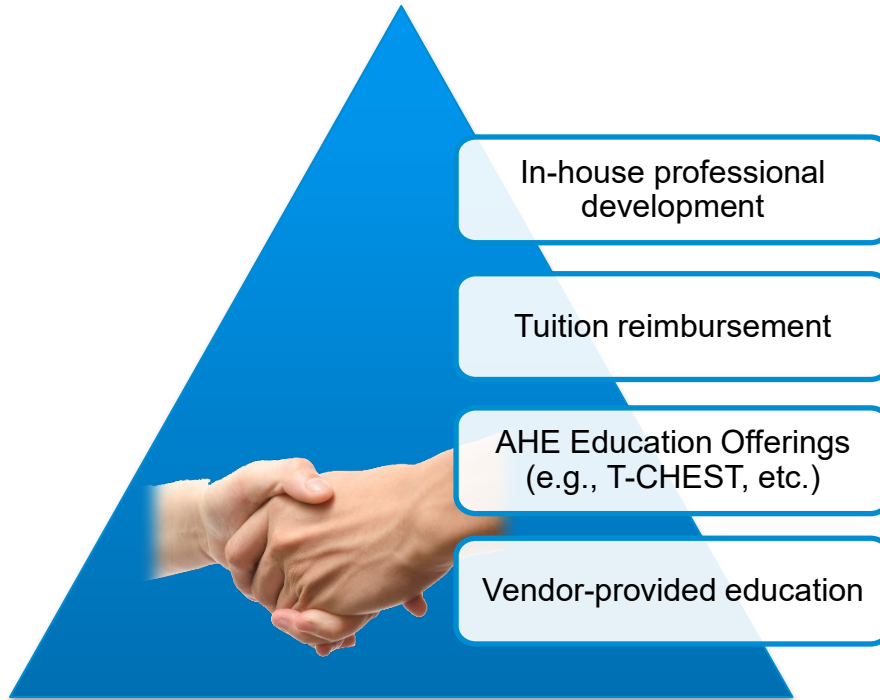 In-house professional
development
Tuition reimbursement
AHE Education Offerings
(e.g., T-CHEST, etc.)
Vendor-provided education